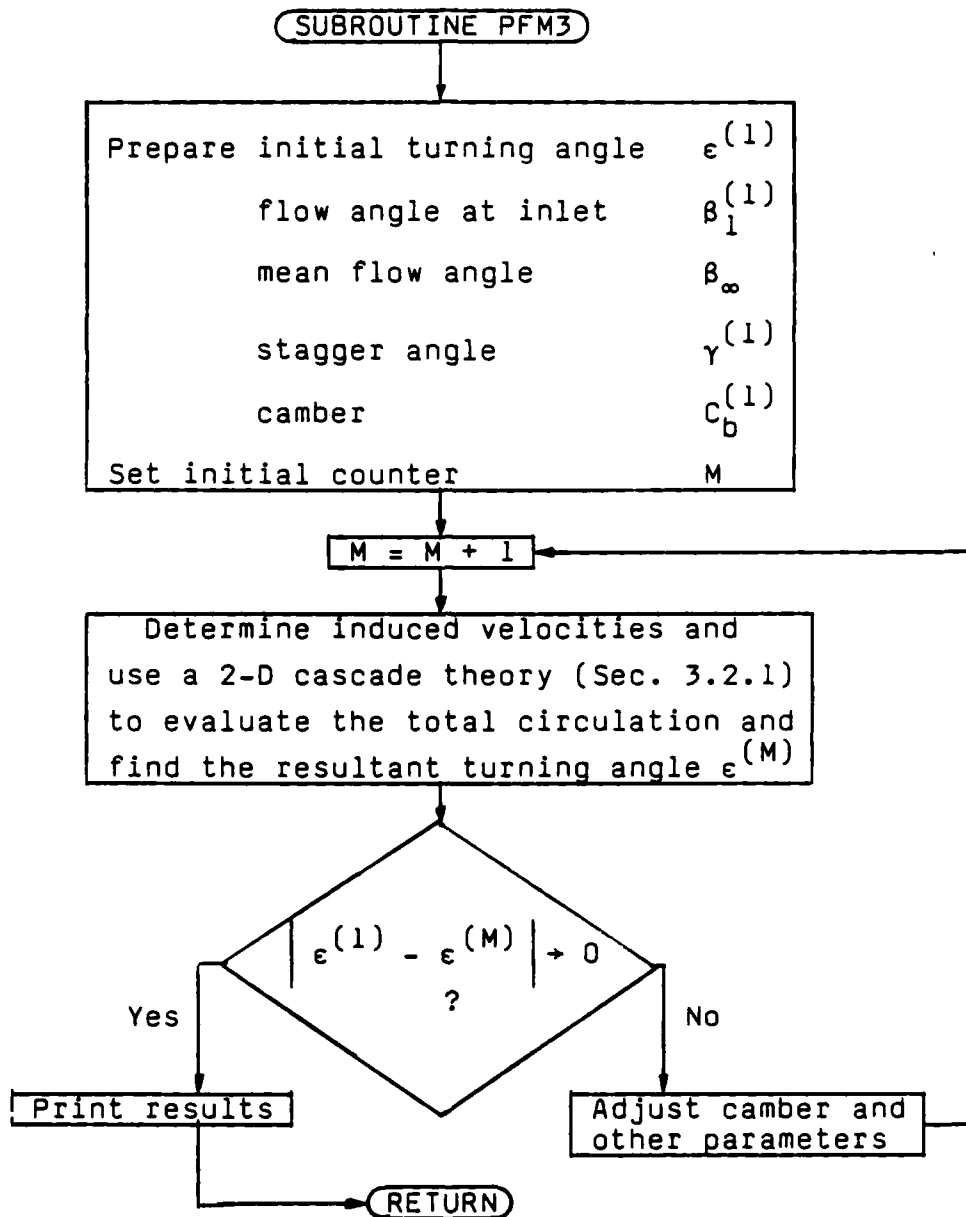 SUBROUTINE PFM3
Prepare initial turning angle ε^(1)
flow angle at inlet β_1^(1)
mean flow angle β_∞
stagger angle γ^(1)
camber C_b^(1)
Set initial counter M
M = M + 1
Determine induced velocities and
use a 2-D cascade theory (Sec. 3.2.1)
to evaluate the total circulation and
find the resultant turning angle ε^(M)
| ε^(1) - ε^(M) | → 0
?
Yes
No
Print results
Adjust camber and
other parameters
RETURN